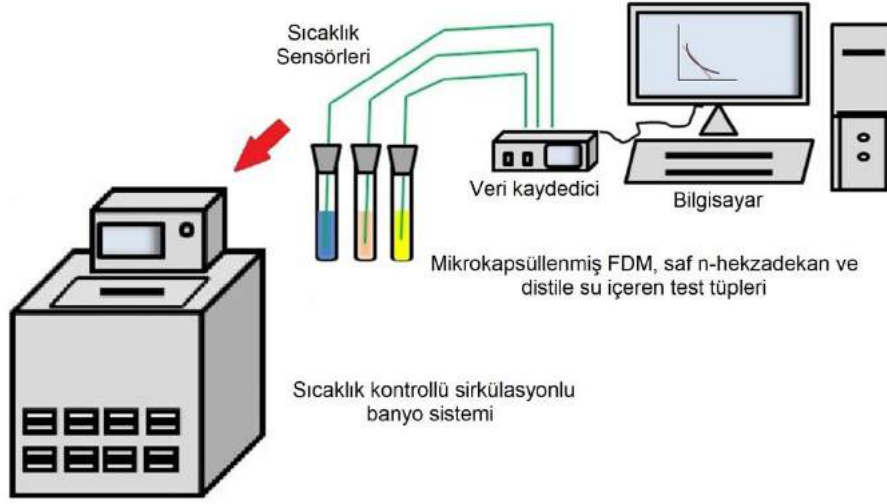 Sıcaklık
Sensörleri
Veri kaydedici
Bilgisayar
Mikrokapsüllenmiş FDM, saf n-hekzadekan ve
distile su içeren test tüpleri
Sıcaklık kontrollü sirkülasyonlu
banyo sistemi